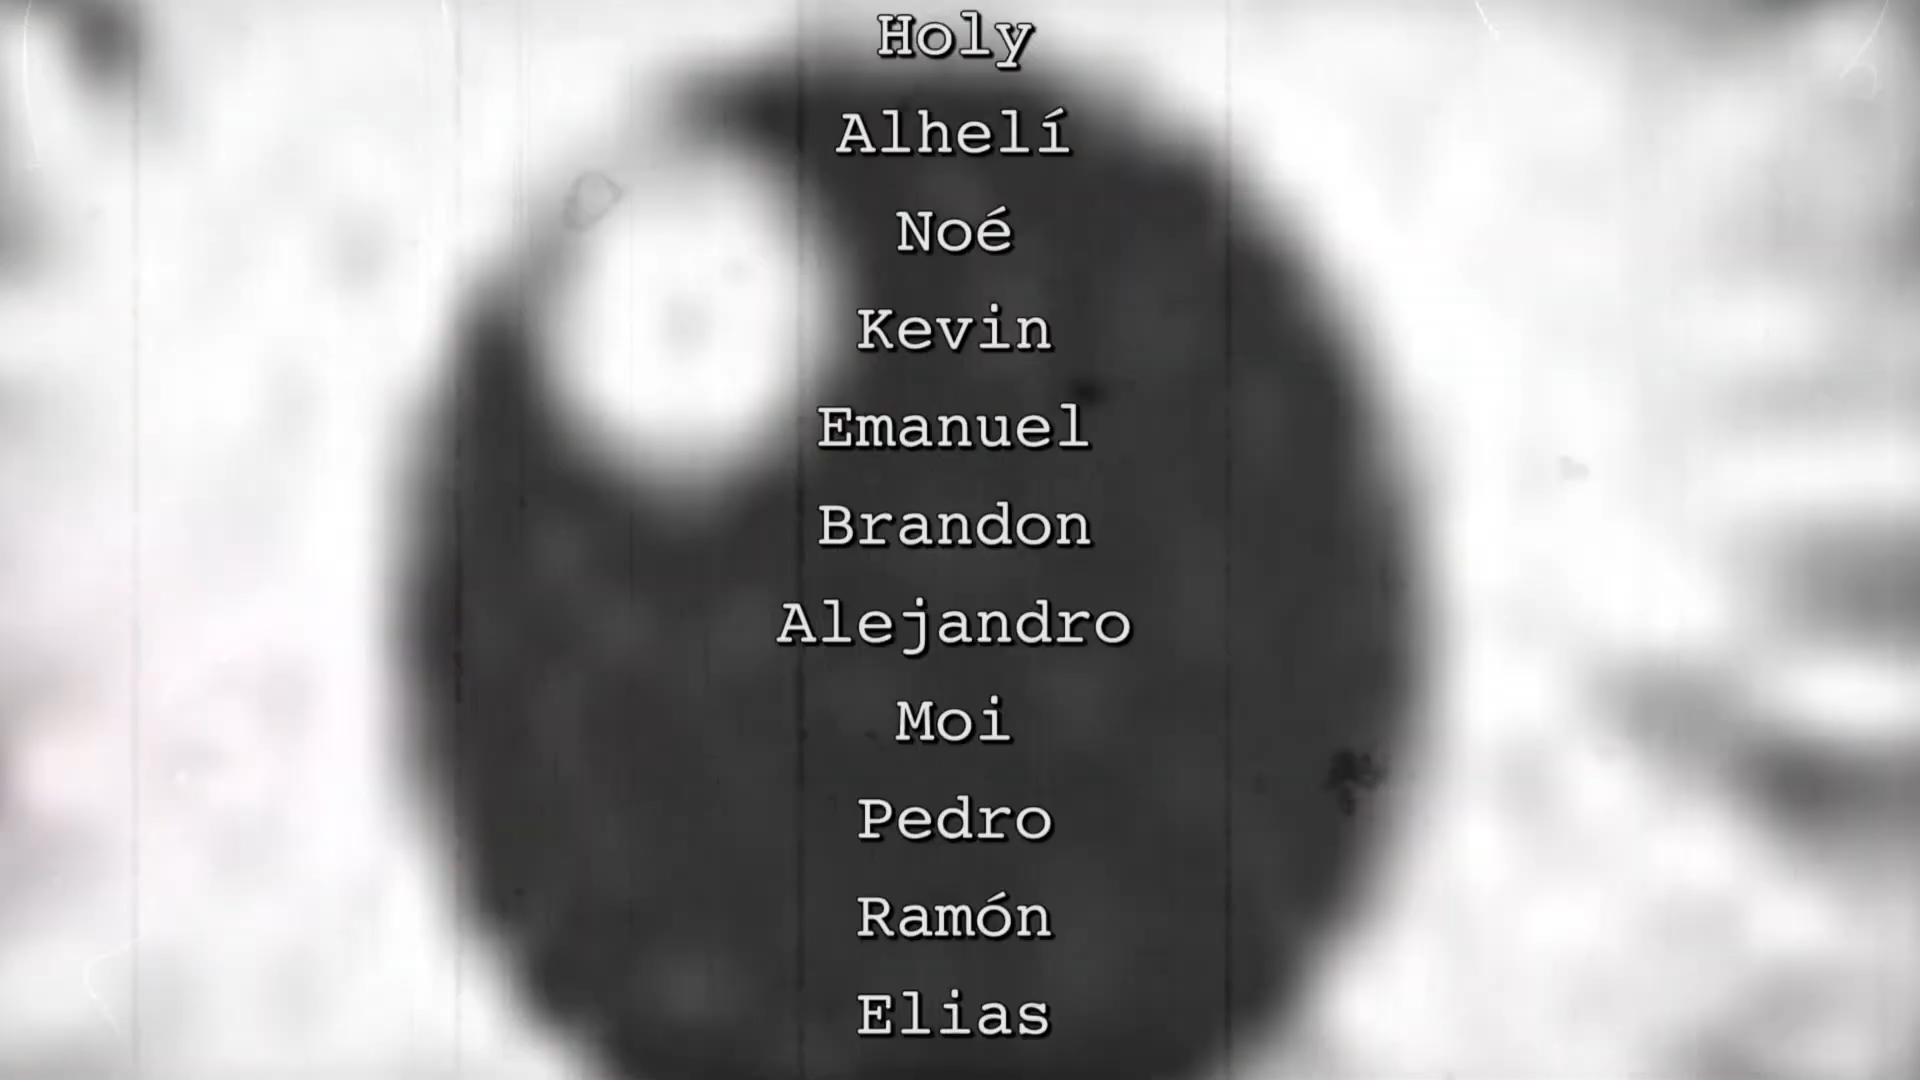 Holy
Alhelí
Noé
Kevin
Emanuel
Brandon
Alejandro
Moi
Pedro
Ramón
Elias